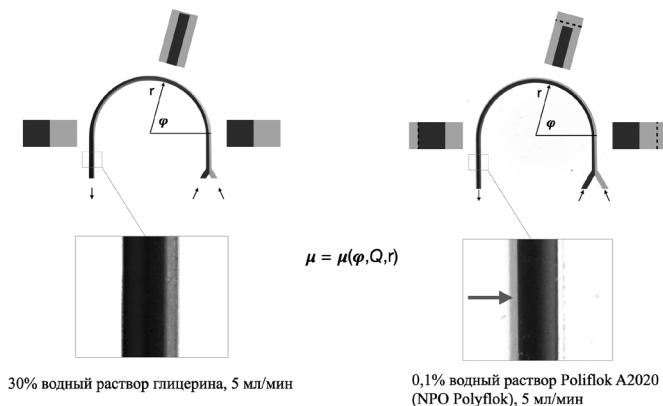 r
φ
r
φ
μ = μ(φ,Q,r)
30% водный раствор глицерина, 5 мл/мин
0,1% водный раствор Poliflok A2020
(NPO Polyflok), 5 мл/мин